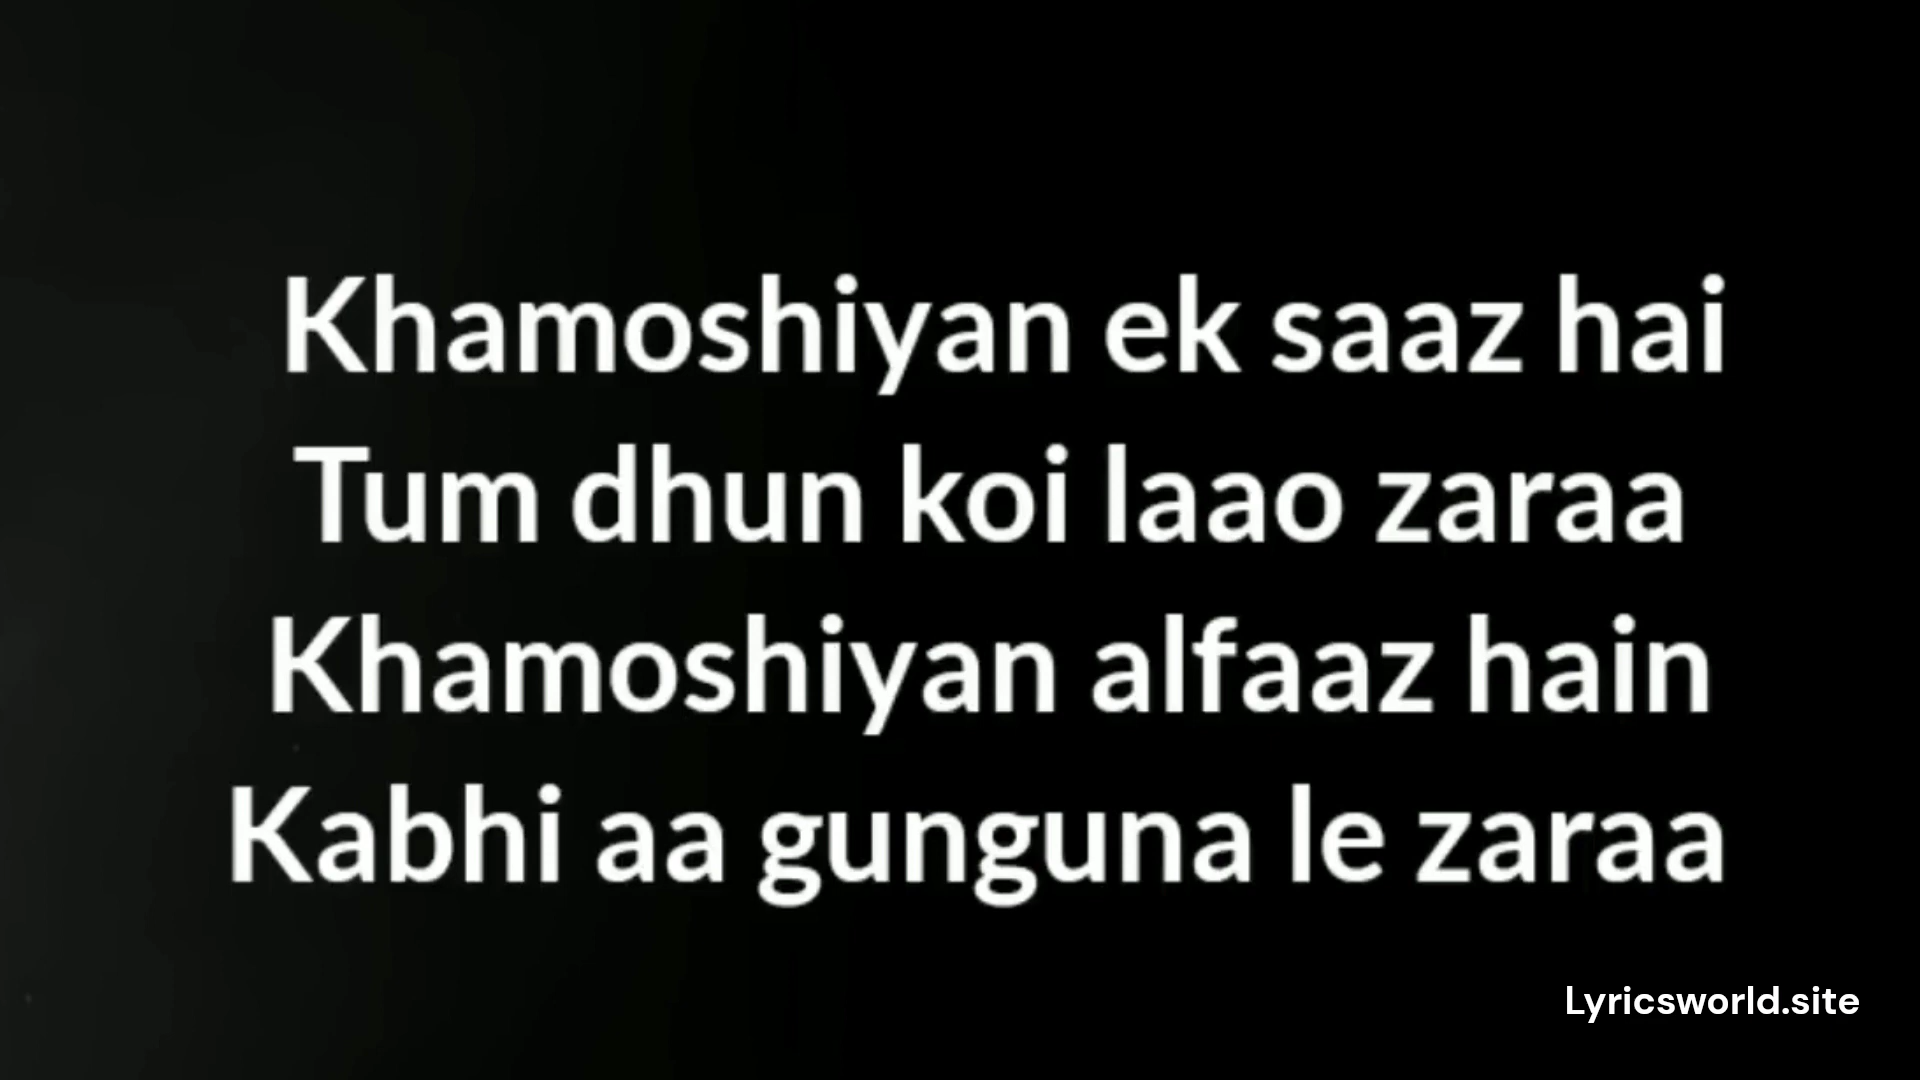 Khamoshiyan ek saaz hai
Tum dhun koi laao zaraa
Khamoshiyan alfaaz hain
Kabhi aa gunguna le zaraa
Lyricsworld.site